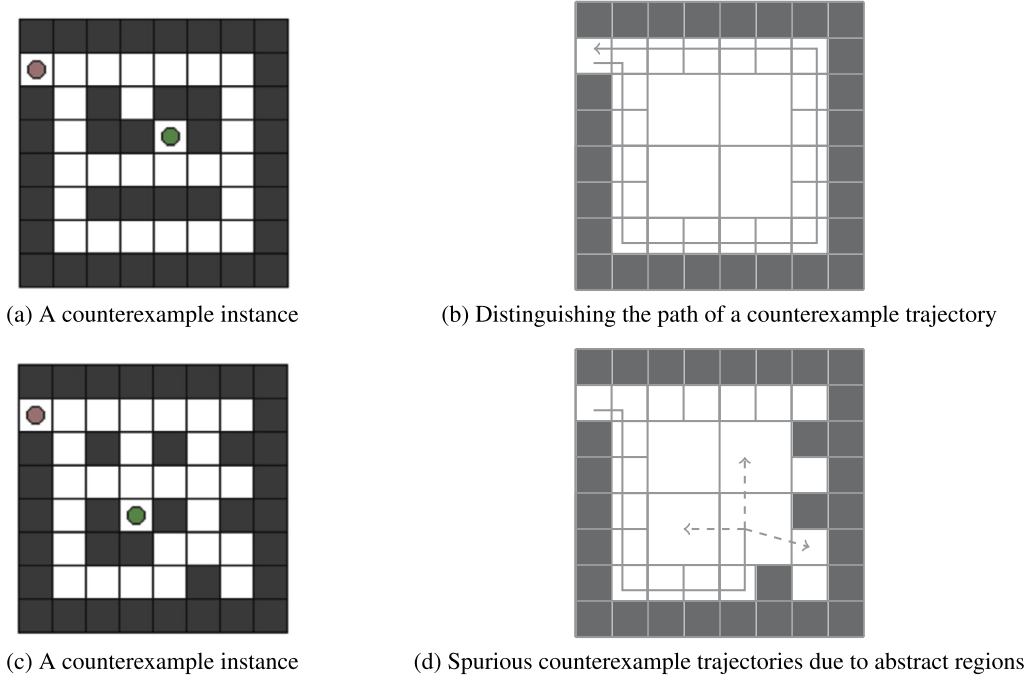 (a) A counterexample instance
(b) Distinguishing the path of a counterexample trajectory
(c) A counterexample instance
(d) Spurious counterexample trajectories due to abstract regions